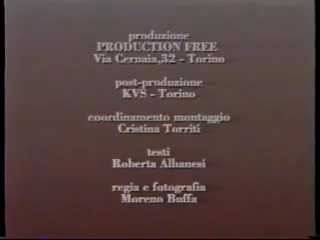 produzione
PRODUCTION FREE
Via Cernaia,32 - Torino
post-produzione
KVS - Torino
coordinamento montaggio
Cristina Torriti
testi
Roberta Albanesi
regia e fotografia
Moreno Buffa